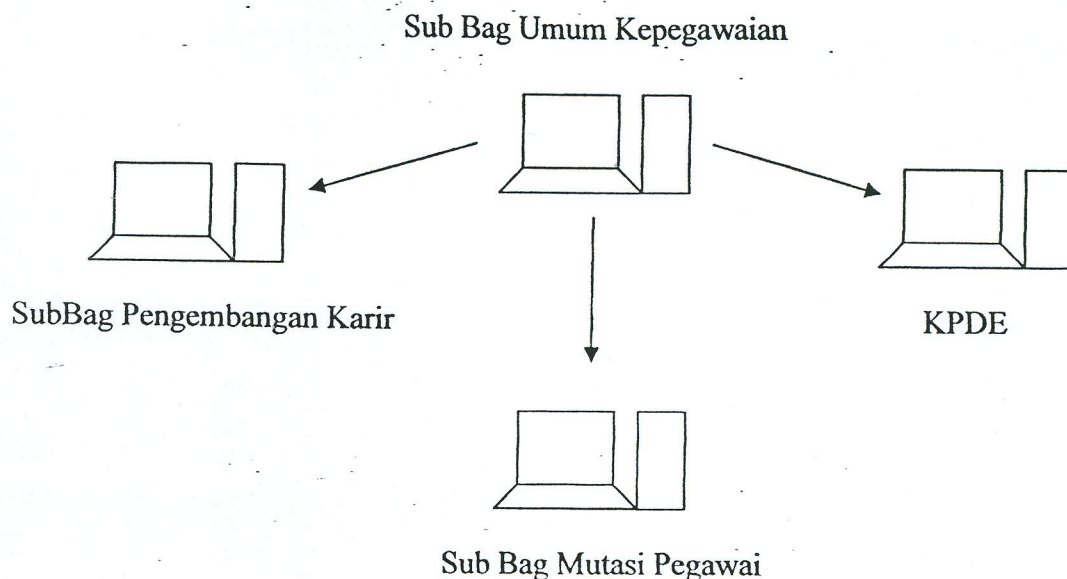 Sub Bag Umum Kepegawaian
SubBag Pengembangan Karir
KPDE
Sub Bag Mutasi Pegawai